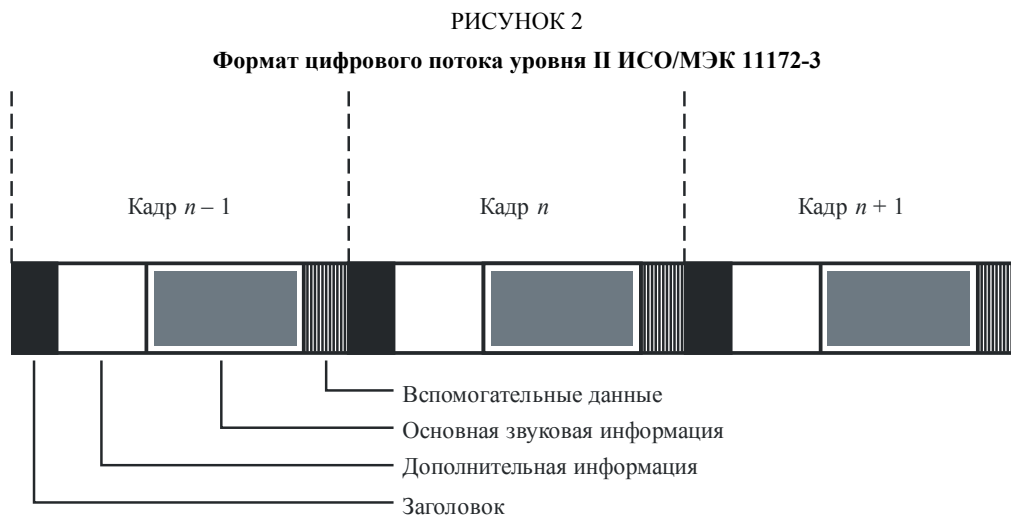 РИСУНОК 2
Формат цифрового потока уровня II ИСО/МЭК 11172-3
Кадр n – 1
Кадр n
Кадр n + 1
Вспомогательные данные
Основная звуковая информация
Дополнительная информация
Заголовок